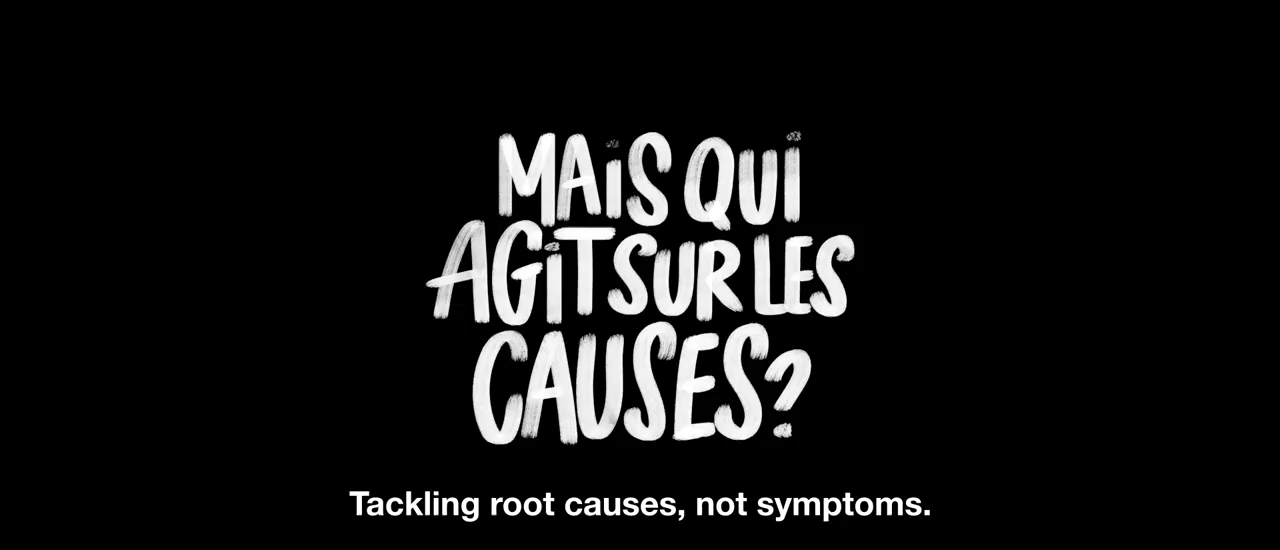 MAiS QUi
AGiT SUR LES
CAUSES?
Tackling root causes, not symptoms.